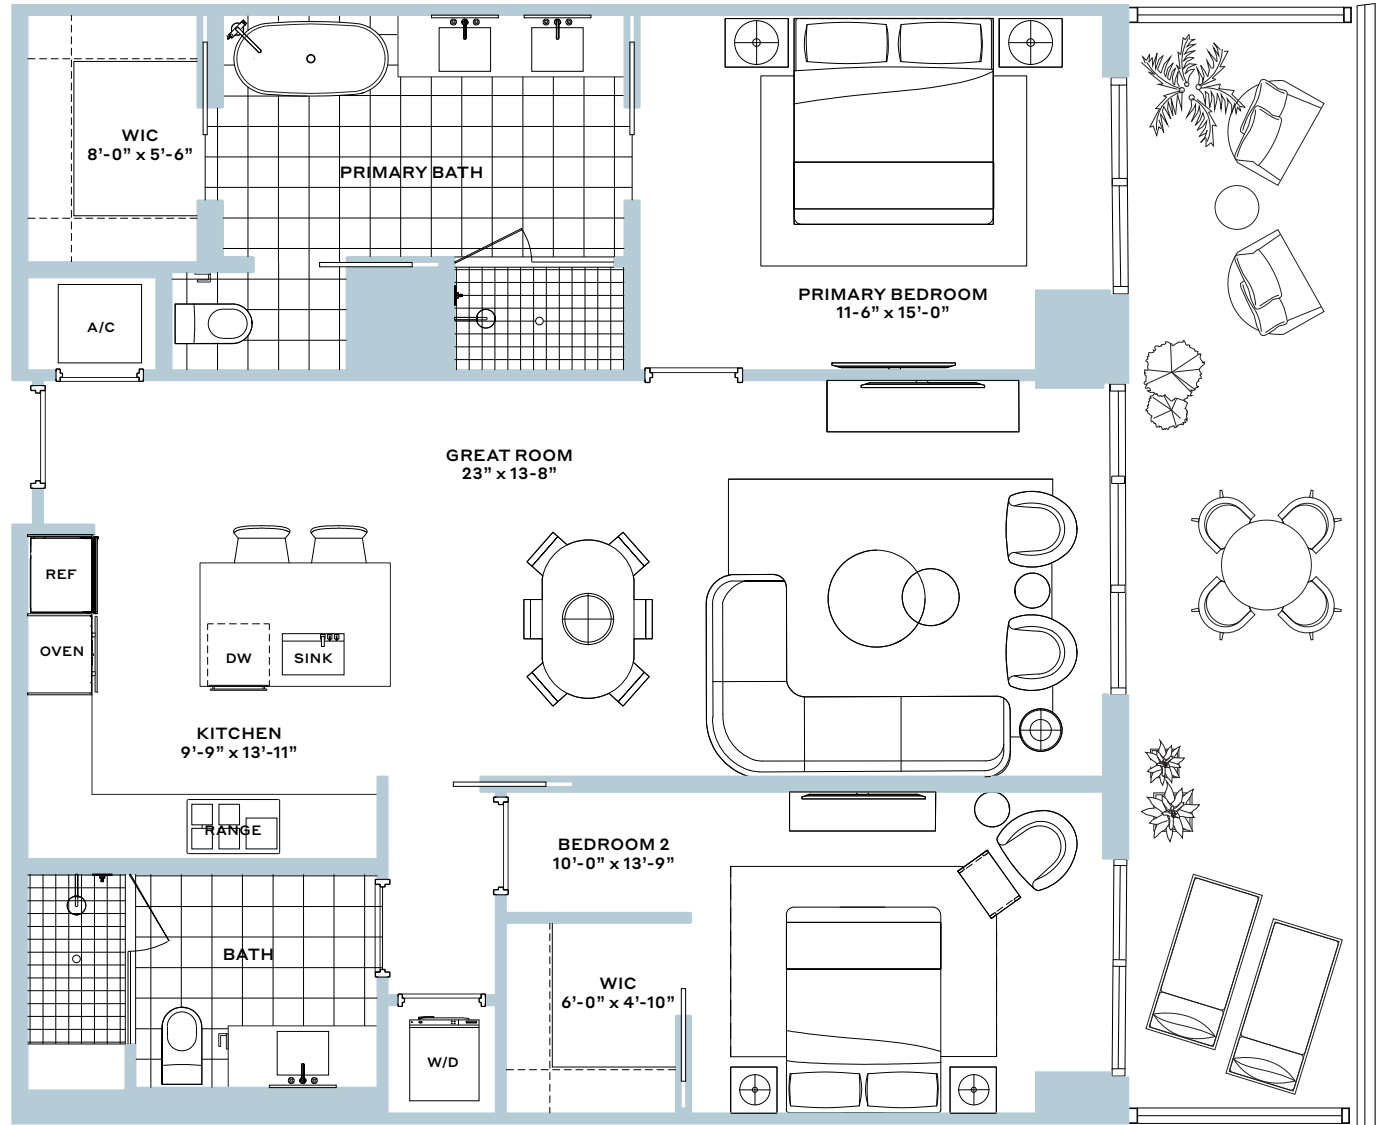 WIC
8’-0” x 5’-6”
PRIMARY BATH
PRIMARY BEDROOM
11-6” x 15’-0”
A/C
GREAT ROOM
23” x 13-8”
REF
OVEN
DW
SINK
KITCHEN
9’-9” x 13’-11”
RANGE
BEDROOM 2
10’-0” x 13’-9”
BATH
WIC
6’-0” x 4’-10”
W/D